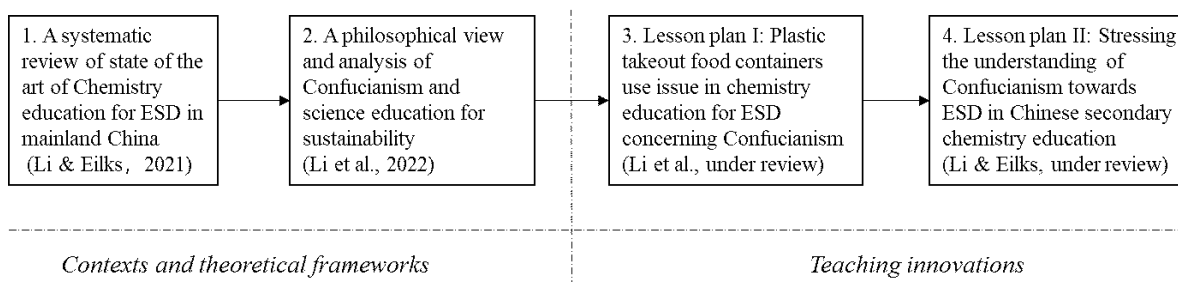 1. A systematic
review of state of the
art of Chemistry
education for ESD in
mainland China
(Li & Eilks, 2021)
2. A philosophical view
and analysis of
Confucianism and
science education for
sustainability
(Li et al., 2022)
3. Lesson plan I: Plastic
takeout food containers
use issue in chemistry
education for ESD
concerning Confucianism
(Li et al., under review)
4. Lesson plan II: Stressing
the understanding of
Confucianism towards
ESD in Chinese secondary
chemistry education
(Li & Eilks, under review)
Contexts and theoretical frameworks
Teaching innovations